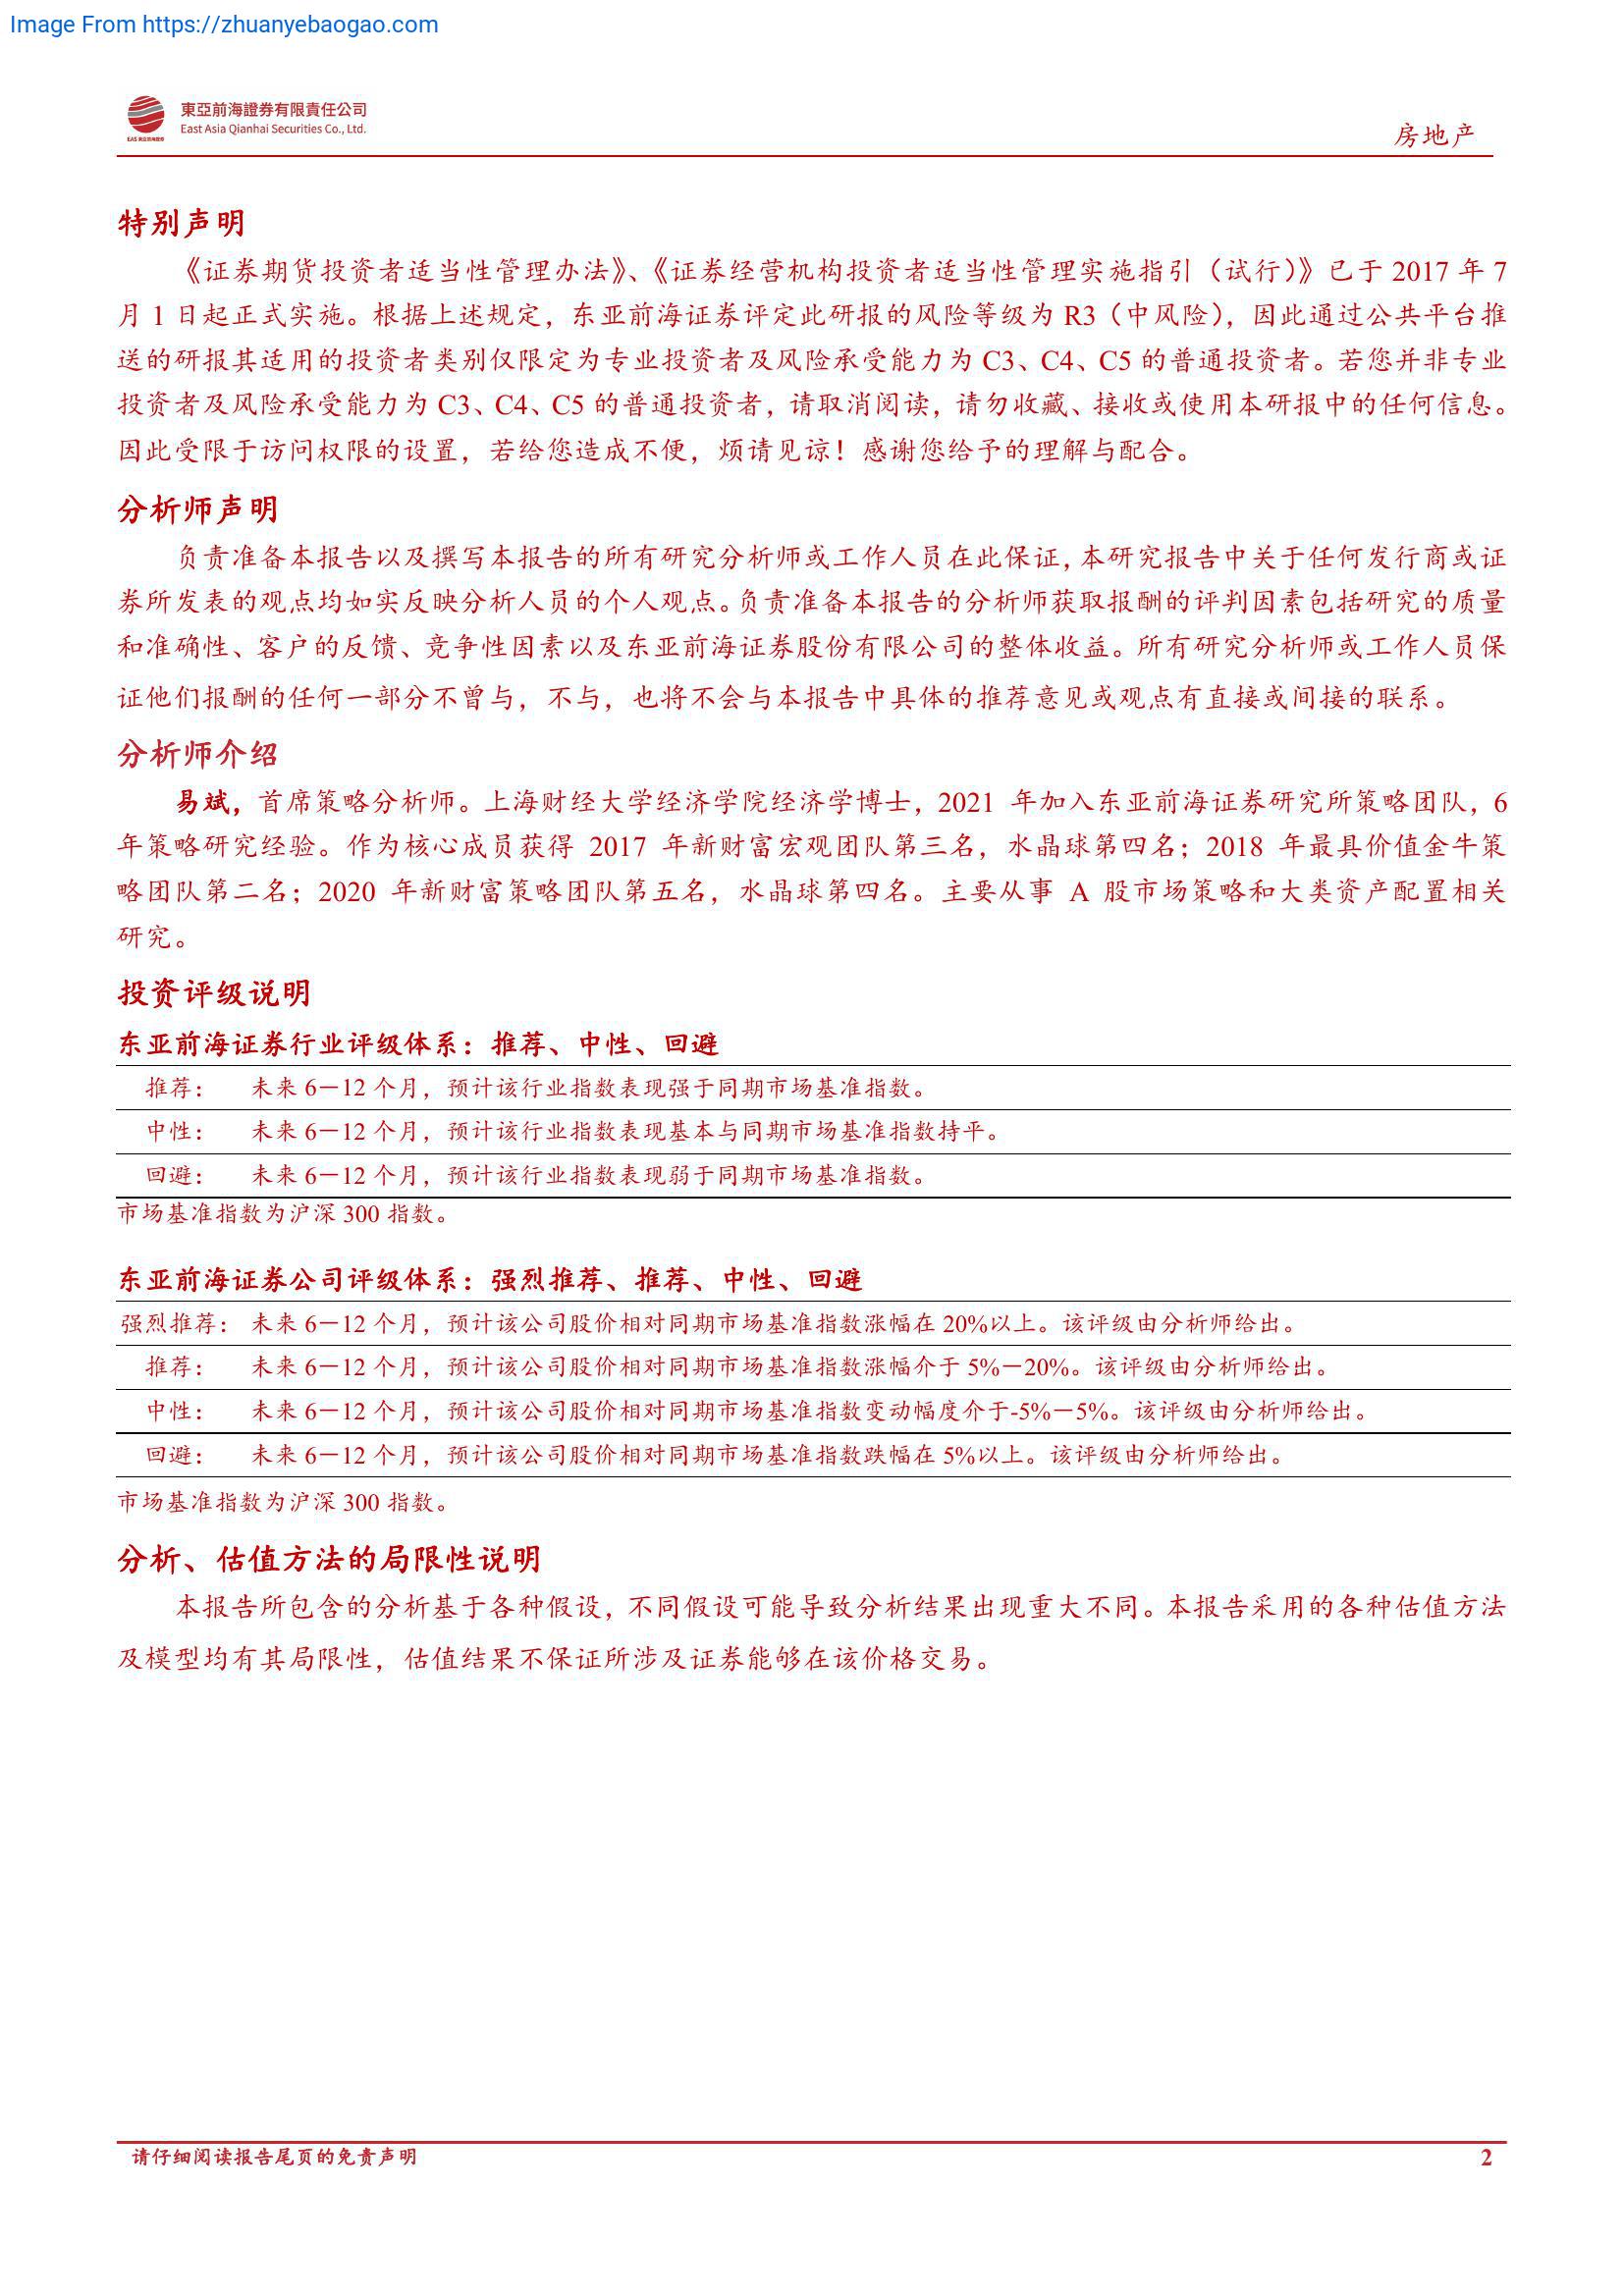 Image From https://zhuanyebaogao.com
東亞前海證券有限責任公司
East Asia Qianhai Securities Co., Ltd.
EAS 東亞前海證券
房地产
特别声明
《证券期货投资者适当性管理办法》、《证券经营机构投资者适当性管理实施指引（试行）》已于 2017 年 7
月 1 日起正式实施。根据上述规定，东亚前海证券评定此研报的风险等级为 R3（中风险），因此通过公共平台推
送的研报其适用的投资者类别仅限定为专业投资者及风险承受能力为 C3、C4、C5 的普通投资者。若您并非专业
投资者及风险承受能力为 C3、C4、C5 的普通投资者，请取消阅读，请勿收藏、接收或使用本研报中的任何信息。
因此受限于访问权限的设置，若给您造成不便，烦请见谅！感谢您给予的理解与配合。
分析师声明
负责准备本报告以及撰写本报告的所有研究分析师或工作人员在此保证，本研究报告中关于任何发行商或证
券所发表的观点均如实反映分析人员的个人观点。负责准备本报告的分析师获取报酬的评判因素包括研究的质量
和准确性、客户的反馈、竞争性因素以及东亚前海证券股份有限公司的整体收益。所有研究分析师或工作人员保
证他们报酬的任何一部分不曾与，不与，也将不会与本报告中具体的推荐意见或观点有直接或间接的联系。
分析师介绍
易斌，首席策略分析师。上海财经大学经济学院经济学博士，2021 年加入东亚前海证券研究所策略团队，6
年策略研究经验。作为核心成员获得 2017 年新财富宏观团队第三名，水晶球第四名；2018 年最具价值金牛策
略团队第二名；2020 年新财富策略团队第五名，水晶球第四名。主要从事 A 股市场策略和大类资产配置相关
研究。
投资评级说明
东亚前海证券行业评级体系：推荐、中性、回避
推荐： 未来 6－12 个月，预计该行业指数表现强于同期市场基准指数。
中性： 未来 6－12 个月，预计该行业指数表现基本与同期市场基准指数持平。
回避： 未来 6－12 个月，预计该行业指数表现弱于同期市场基准指数。
市场基准指数为沪深 300 指数。
东亚前海证券公司评级体系：强烈推荐、推荐、中性、回避
强烈推荐： 未来 6－12 个月，预计该公司股价相对同期市场基准指数涨幅在 20%以上。该评级由分析师给出。
推荐： 未来 6－12 个月，预计该公司股价相对同期市场基准指数涨幅介于 5%－20%。该评级由分析师给出。
中性： 未来 6－12 个月，预计该公司股价相对同期市场基准指数变动幅度介于-5%－5%。该评级由分析师给出。
回避： 未来 6－12 个月，预计该公司股价相对同期市场基准指数跌幅在 5%以上。该评级由分析师给出。
市场基准指数为沪深 300 指数。
分析、估值方法的局限性说明
本报告所包含的分析基于各种假设，不同假设可能导致分析结果出现重大不同。本报告采用的各种估值方法
及模型均有其局限性，估值结果不保证所涉及证券能够在该价格交易。
请仔细阅读报告尾页的免责声明
2